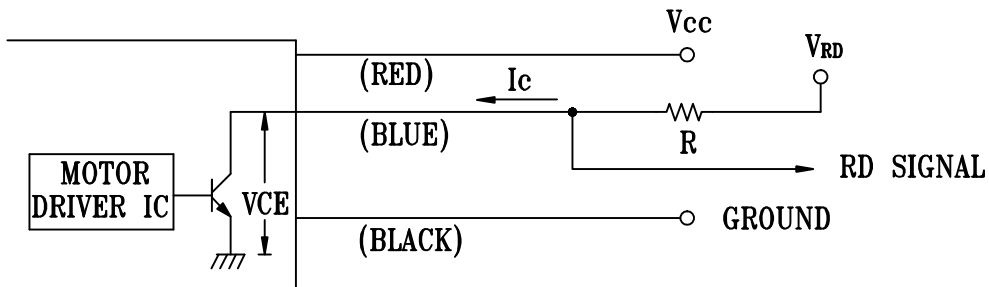 Vcc
VRD
(RED)
Ic
(BLUE)
R
MOTOR
DRIVER IC
VCE
RD SIGNAL
(BLACK)
GROUND